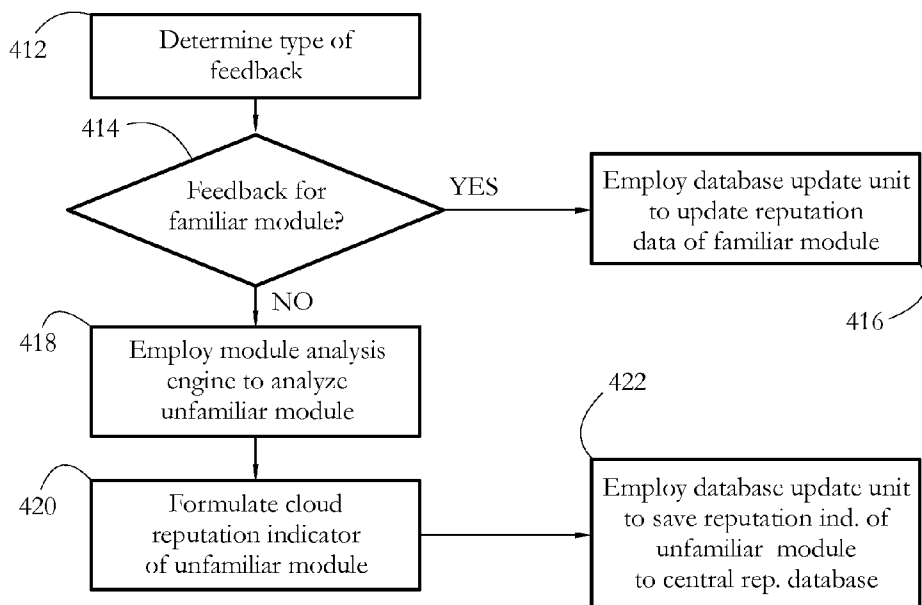 412
Determine type of
feedback
414
Feedback for
familiar module?
YES
Employ database update unit
to update reputation
data of familiar module
416
NO
418
Employ module analysis
engine to analyze
unfamiliar module
420
Formulate cloud
reputation indicator
of unfamiliar module
422
Employ database update unit
to save reputation ind. of
unfamiliar module
to central rep. database